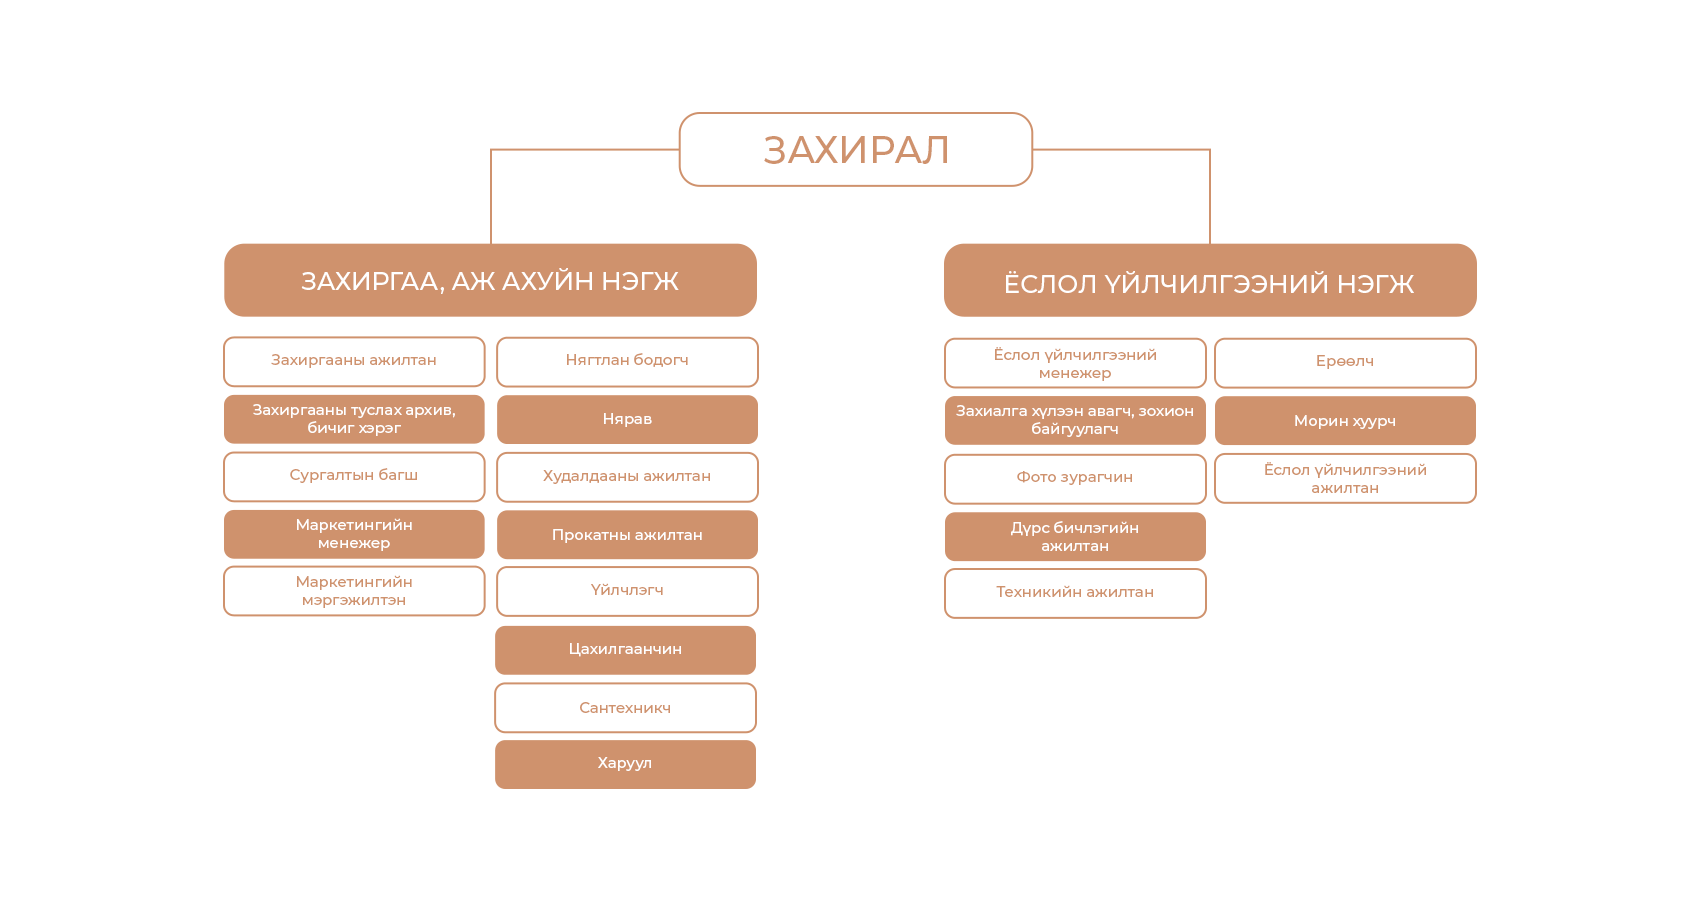 ЗАХИРАЛ
ЗАХИРГАА, АЖ АХУЙН НЭГЖ
Захиргааны ажилтан
Захиргааны туслах архив,
бичиг хэрэг
Сургалтын багш
Маркетингийн
менежер
Маркетингийн
мэргэжилтэн
Нягтлан бодогч
Нярав
Худалдааны ажилтан
Прокатны ажилтан
Үйлчлэгч
Цахилгаанчин
Сантехникч
Харуул
ЁСЛОЛ ҮЙЛЧИЛГЭЭНИЙ НЭГЖ
Ёслол үйлчилгээний
менежер
Захиалга хүлээн авагч, зохион
байгуулагч
Фото зурагчин
Дүрс бичлэгийн
ажилтан
Техникийн ажилтан
Ерөөлч
Морин хуурч
Ёслол үйлчилгээний
ажилтан